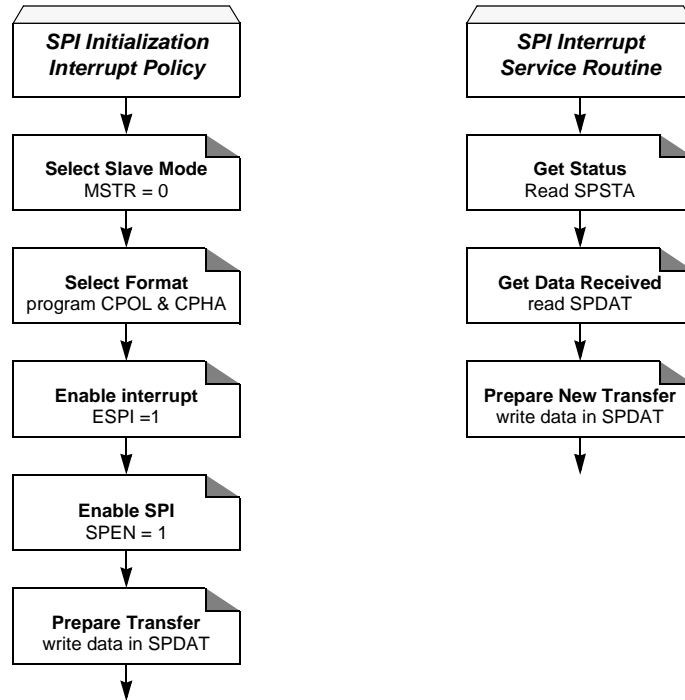 SPI Initialization
Interrupt Policy
Select Slave Mode
MSTR = 0
Select Format
program CPOL & CPHA
Enable interrupt
ESPI =1
Enable SPI
SPEN = 1
Prepare Transfer
write data in SPDAT
SPI Interrupt
Service Routine
Get Status
Read SPSTA
Get Data Received
read SPDAT
Prepare New Transfer
write data in SPDAT